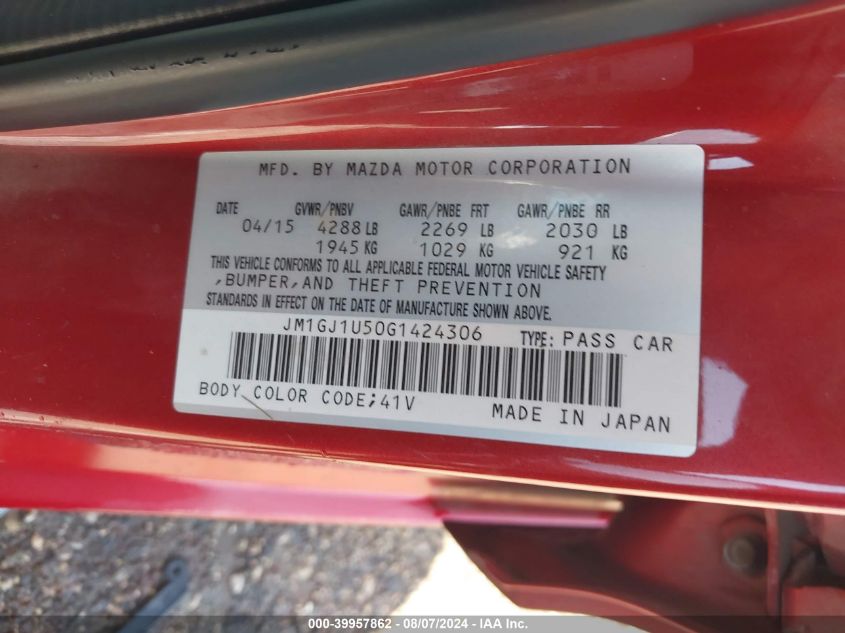 MFD. BY MAZDA MOTOR CORPORATION
DATE GVWR/PNBV GAWR/PNBE FRT GAWR/PNBE RR
04/15 4288 LB 2269 LB 2030 LB
1945 KG 1029 KG 921 KG
THIS VEHICLE CONFORMS TO ALL APPLICABLE FEDERAL MOTOR VEHICLE SAFETY
,BUMPER,AND THEFT PREVENTION
STANDARDS IN EFFECT ON THE DATE OF MANUFACTURE SHOWN ABOVE.
JM1GJ1U50G1424306 TYPE: PASS CAR
BODY COLOR CODE;41V MADE IN JAPAN
000-39957862 - 08/07/2024 - IAAI.COM